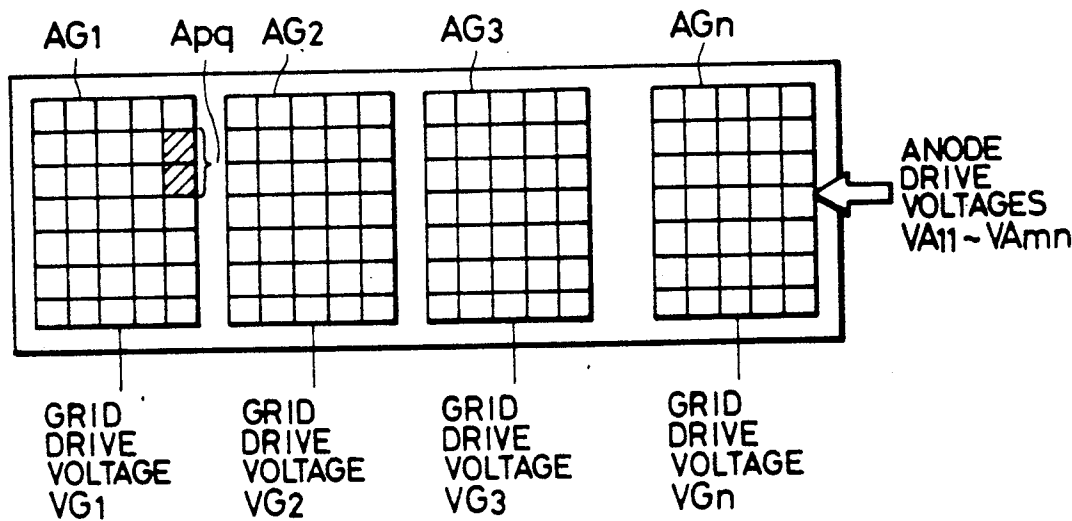 AG1 Apq AG2 AG3 AGn
ANODE
DRIVE
VOLTAGES
VA11~VAmn
GRID
DRIVE
VOLTAGE
VG1
GRID
DRIVE
VOLTAGE
VG2
GRID
DRIVE
VOLTAGE
VG3
GRID
DRIVE
VOLTAGE
VGn